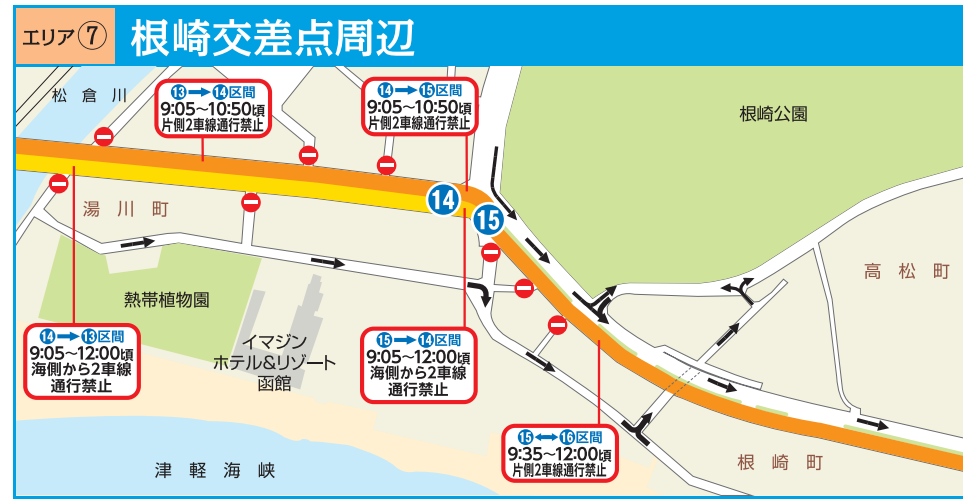 エリア⑦ 根崎交差点周辺
松倉川
⑬→⑭区間
9:05～10:50頃
片側2車線通行禁止
⑭→⑮区間
9:05～10:50頃
片側2車線通行禁止
根崎公園
湯川町
⑭
⑮
高松町
熱帯植物園
イマジン
ホテル&リゾート
函館
⑭→⑬区間
9:05～12:00頃
海側から2車線
通行禁止
⑮→⑭区間
9:05～12:00頃
海側から2車線
通行禁止
⑮↔⑯区間
9:35～12:00頃
片側2車線通行禁止
根崎町
津軽海峡